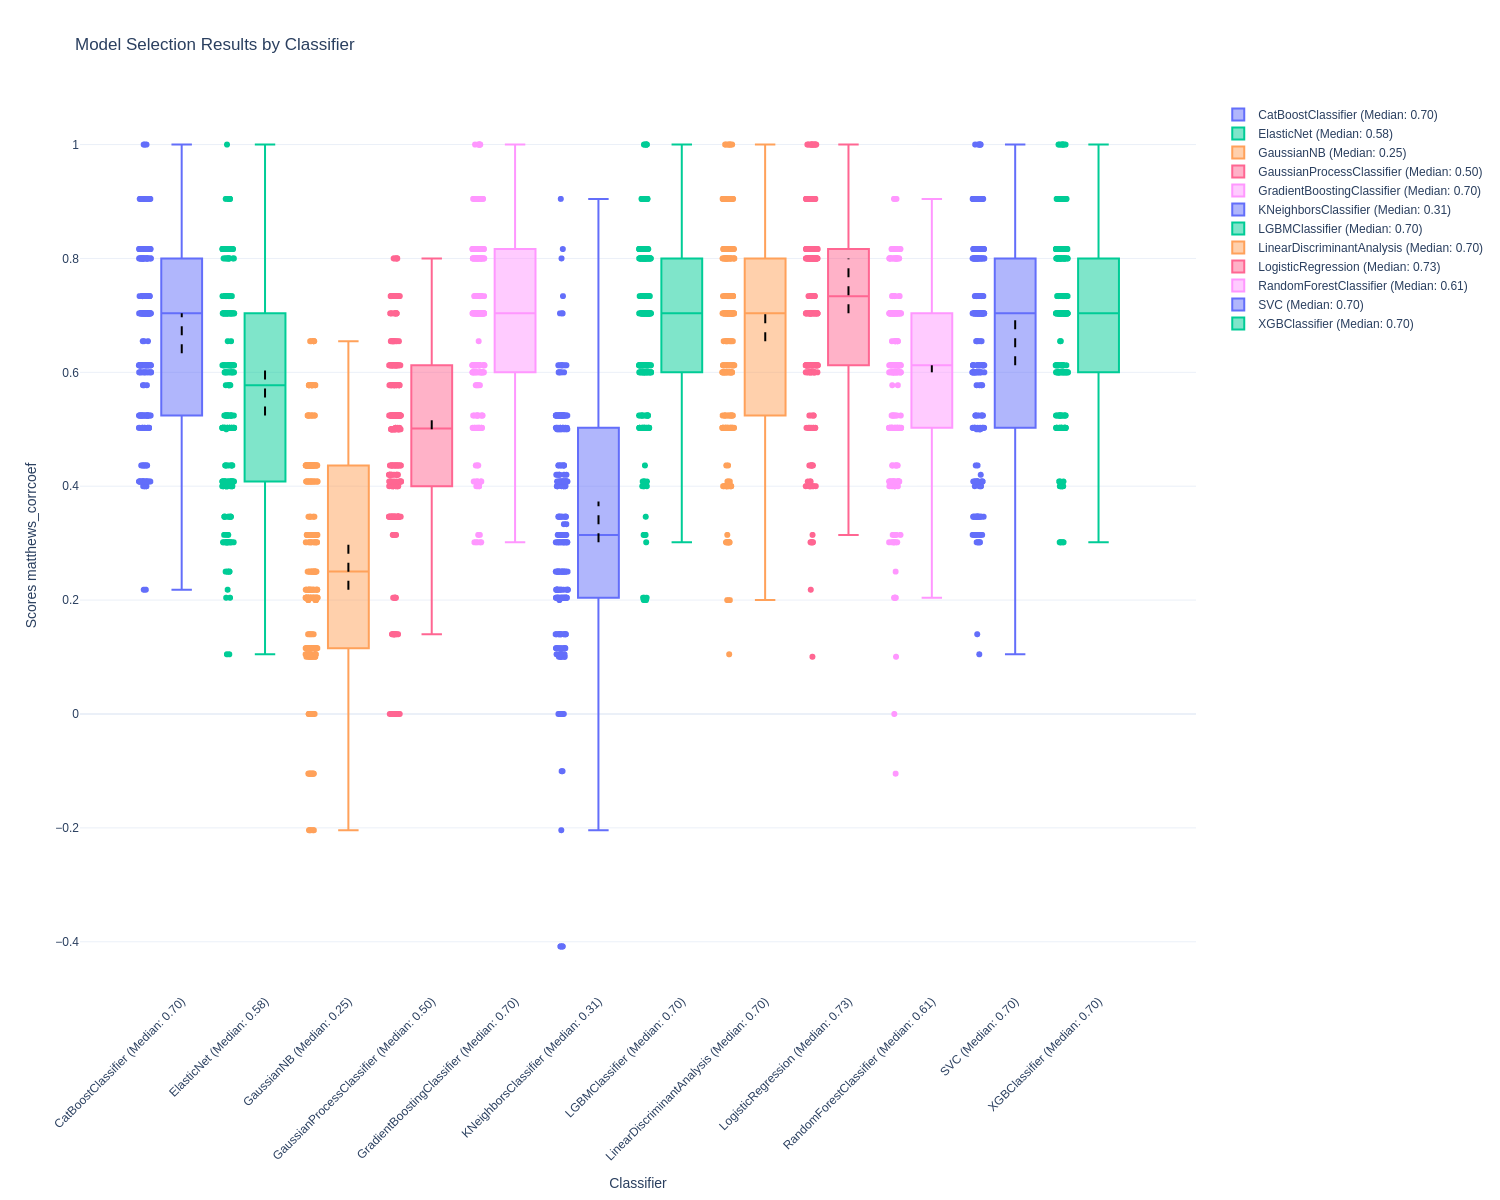 Model Selection Results by Classifier
CatBoostClassifier (Median: 0.70)
ElasticNet (Median: 0.58)
GaussianNB (Median: 0.25)
GaussianProcessClassifier (Median: 0.50)
GradientBoostingClassifier (Median: 0.70)
KNeighborsClassifier (Median: 0.31)
LGBMClassifier (Median: 0.70)
LinearDiscriminantAnalysis (Median: 0.70)
LogisticRegression (Median: 0.73)
RandomForestClassifier (Median: 0.61)
SVC (Median: 0.70)
XGBClassifier (Median: 0.70)
1
0.8
0.6
0.4
0.2
0
−0.2
−0.4
Scores matthews_corrcoef
CatBoostClassifier (Median: 0.70)
ElasticNet (Median: 0.58)
GaussianNB (Median: 0.25)
GaussianProcessClassifier (Median: 0.50)
GradientBoostingClassifier (Median: 0.70)
KNeighborsClassifier (Median: 0.31)
LGBMClassifier (Median: 0.70)
LinearDiscriminantAnalysis (Median: 0.70)
LogisticRegression (Median: 0.73)
RandomForestClassifier (Median: 0.61)
SVC (Median: 0.70)
XGBClassifier (Median: 0.70)
Classifier